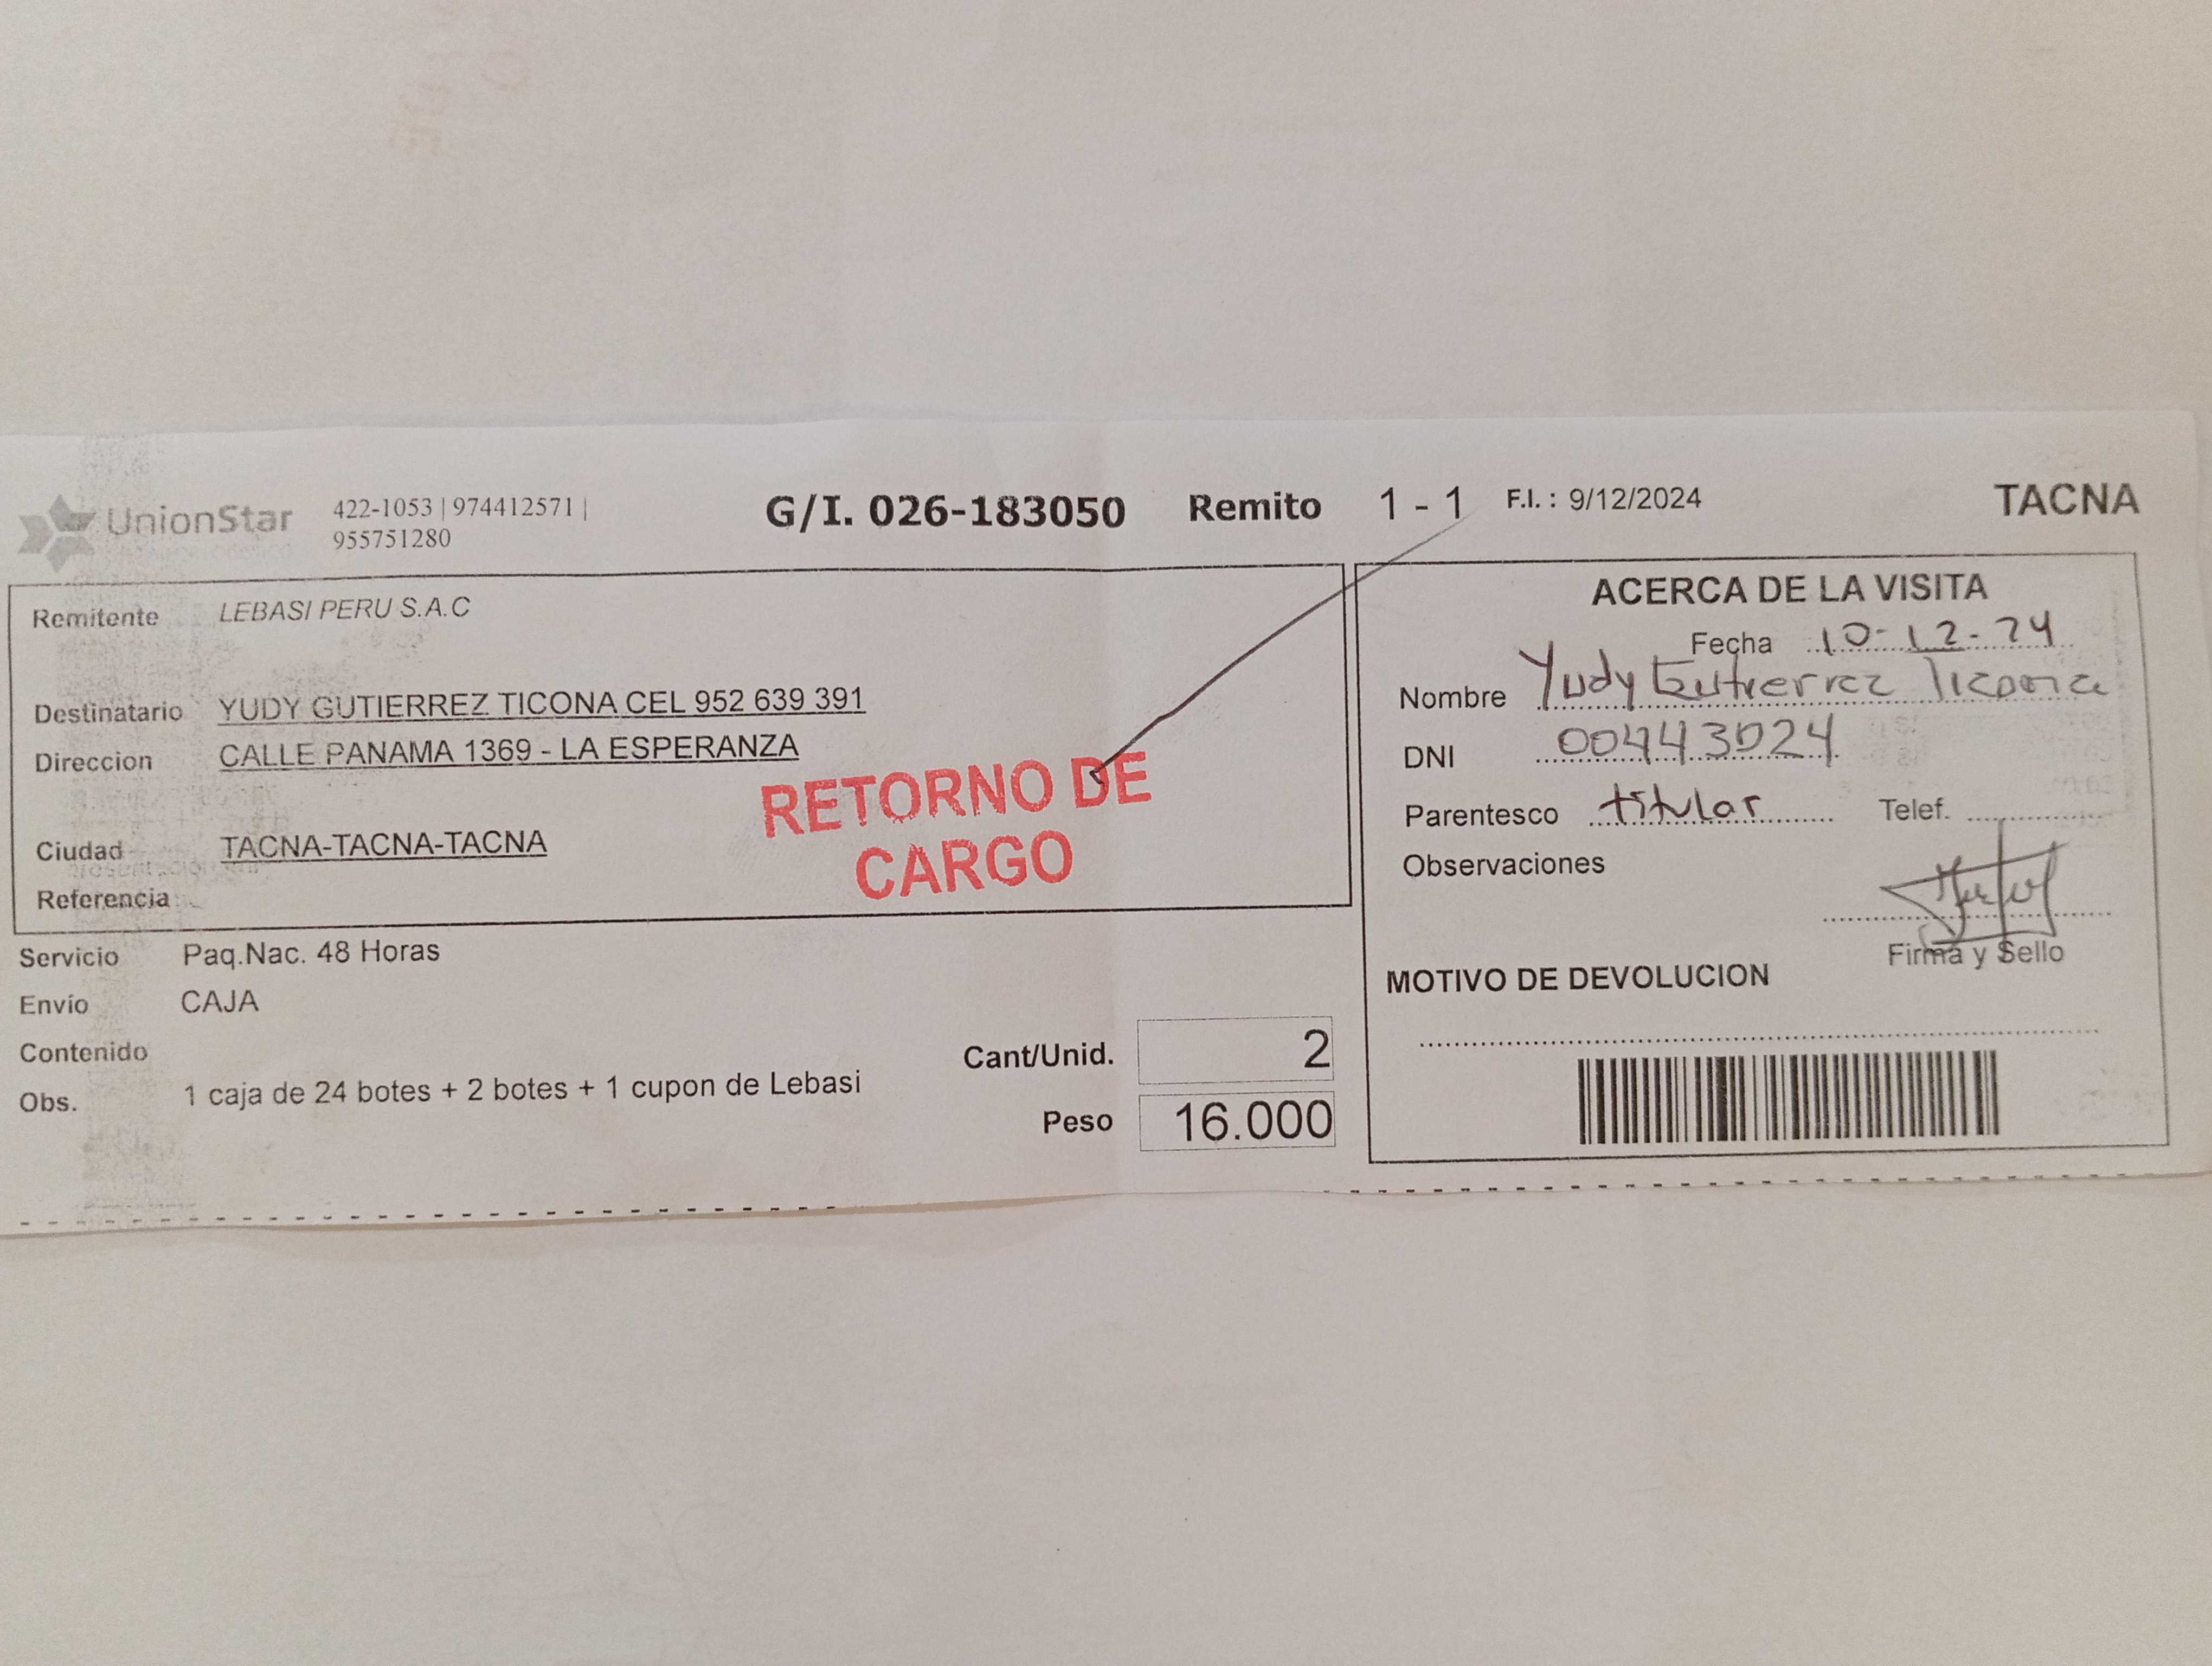 UnionStar
422-1053 | 974412571 |
955751280
G/I. 026-183050 Remito 1 - 1 F.I. : 9/12/2024 TACNA
Remitente LEBASI PERU S.A.C
Destinatario YUDY GUTIERREZ TICONA CEL 952 639 391
Direccion CALLE PANAMA 1369 - LA ESPERANZA
Ciudad TACNA-TACNA-TACNA
Referencia
RETORNO DE
CARGO
Servicio Paq.Nac. 48 Horas
Envío CAJA
Contenido
Obs. 1 caja de 24 botes + 2 botes + 1 cupon de Lebasi
Cant/Unid. 2
Peso 16.000
ACERCA DE LA VISITA
Fecha 10-12-24
Nombre Yudy Gutierrez Ticona
DNI 00443024
Parentesco titular Telef.
Observaciones
Firma y Sello
MOTIVO DE DEVOLUCION